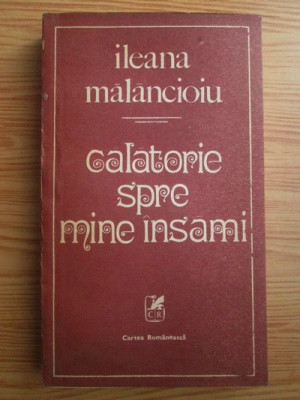 ileana
mălăncioiu
călătorie
spre
mine însămi
CR
Cartea Românească